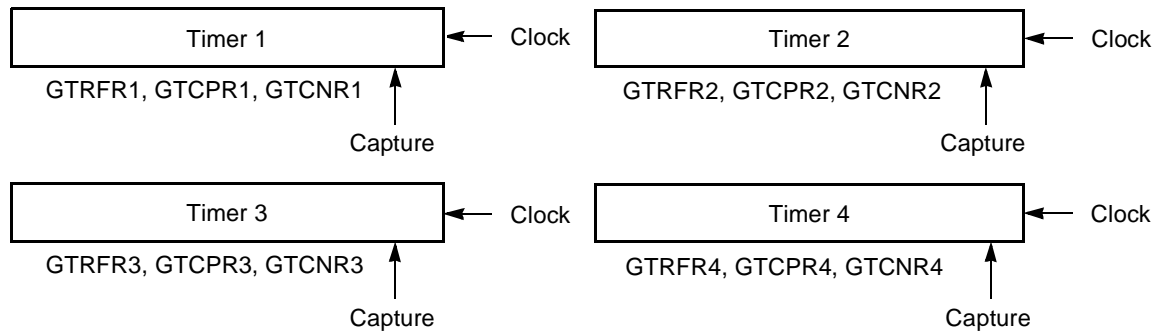 Timer 1
Clock
GTRFR1, GTCPR1, GTCNR1
Capture
Timer 2
Clock
GTRFR2, GTCPR2, GTCNR2
Capture
Timer 3
Clock
GTRFR3, GTCPR3, GTCNR3
Capture
Timer 4
Clock
GTRFR4, GTCPR4, GTCNR4
Capture